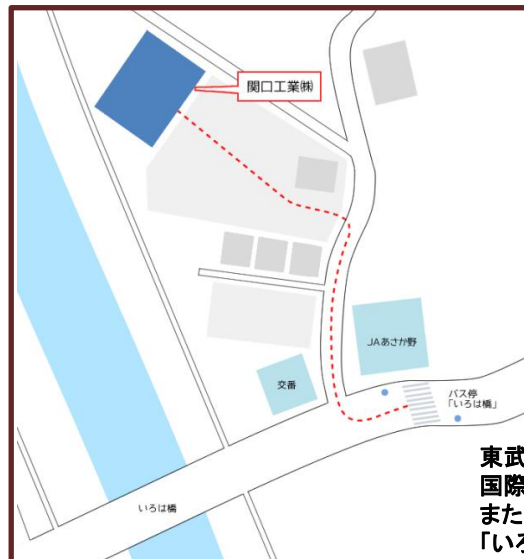 関口工業㈱
JAあさか野
バス停
「いろは橋」
交番
いろは橋
東武
国際
また
「いろ